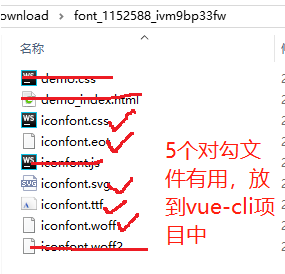 ownload > font_1152588_ivm9bp33fw
名称
demo.css
demo_index.html
iconfont.css
iconfont.eot
iconfont.js
iconfont.svg
iconfont.ttf
iconfont.woff
iconfont.woff2
5个对勾文
件有用，放
到vue-cli项
目中